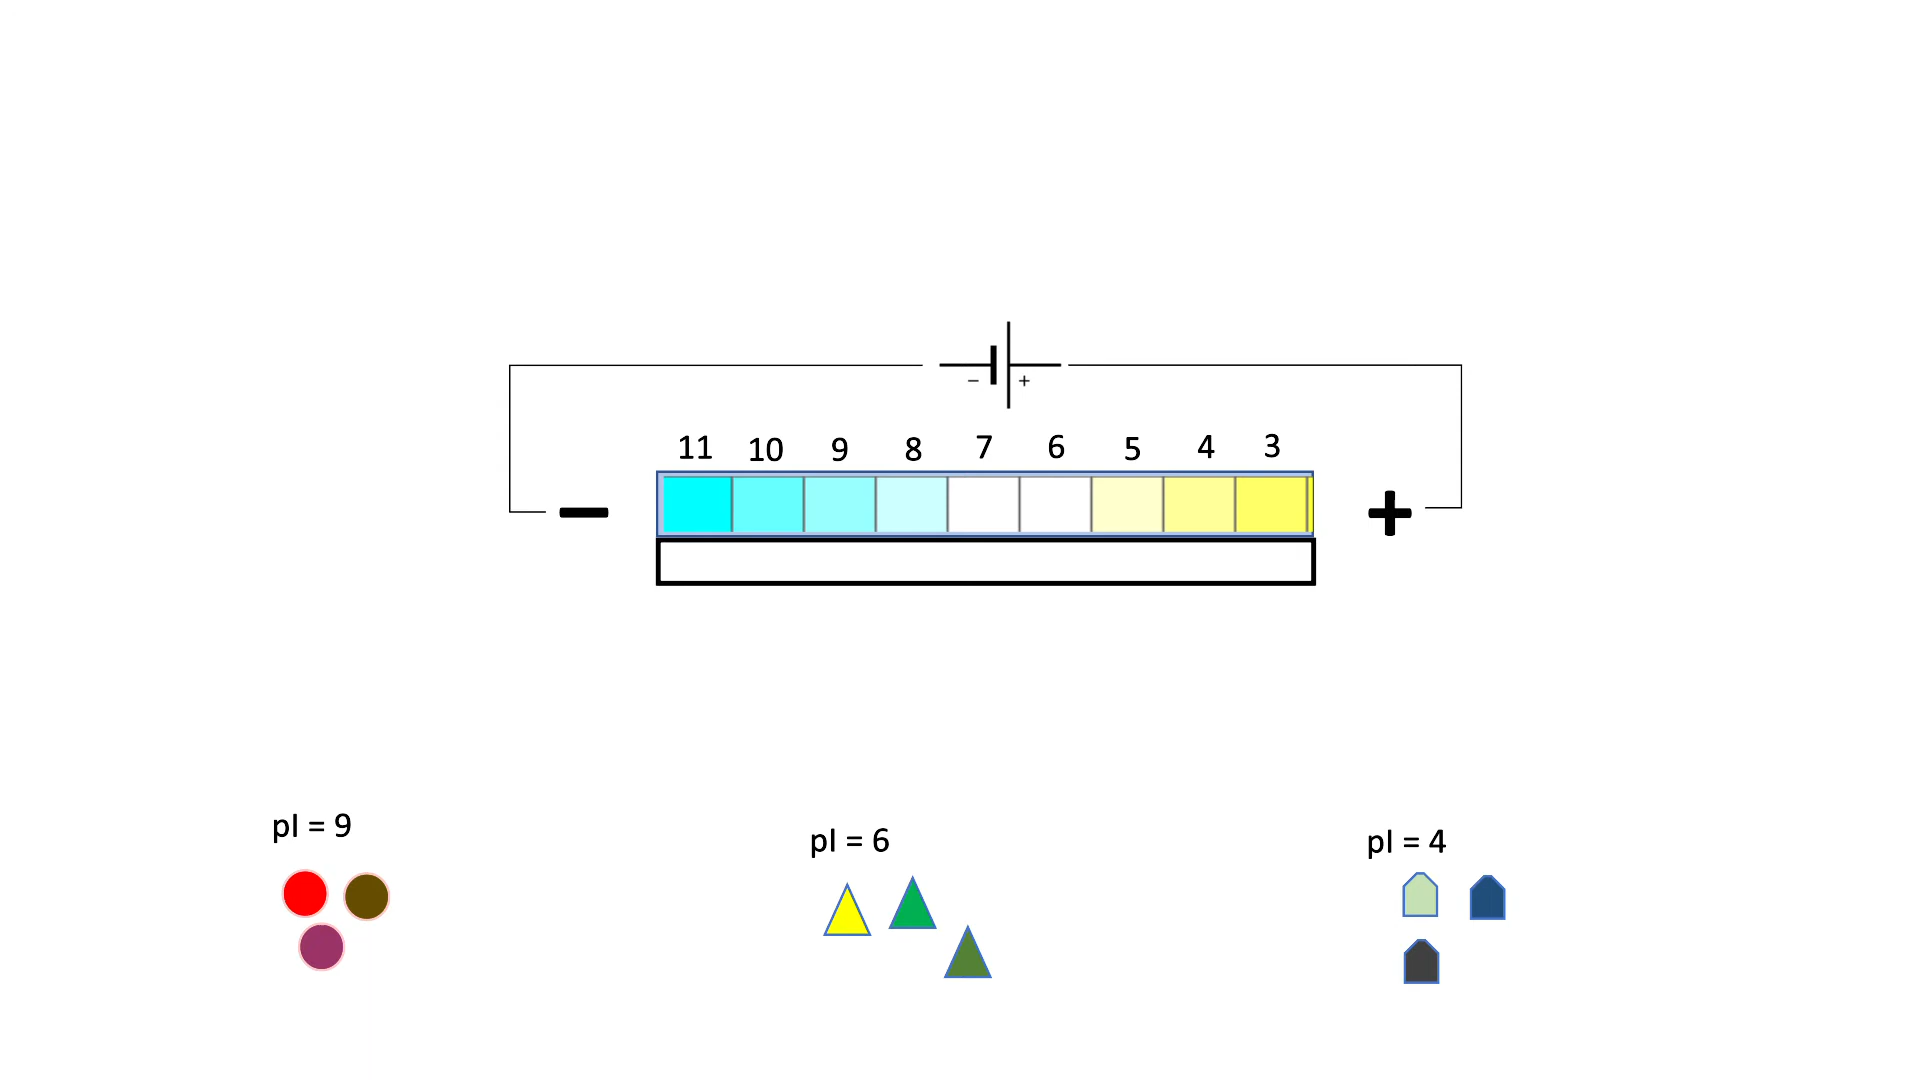 − +
11 10 9 8 7 6 5 4 3
− +
pI = 9
pI = 6
pI = 4